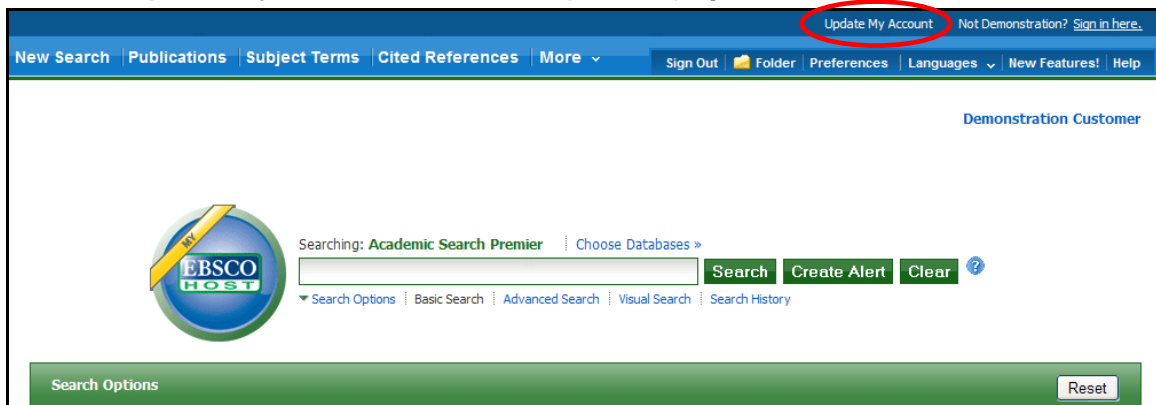 Update My Account Not Demonstration? Sign in here.
New Search Publications Subject Terms Cited References More Sign Out Folder Preferences Languages New Features! Help
Demonstration Customer
MY
EBSCO
HOST
Searching: Academic Search Premier Choose Databases »
Search Create Alert Clear ?
Search Options Basic Search Advanced Search Visual Search Search History
Search Options Reset